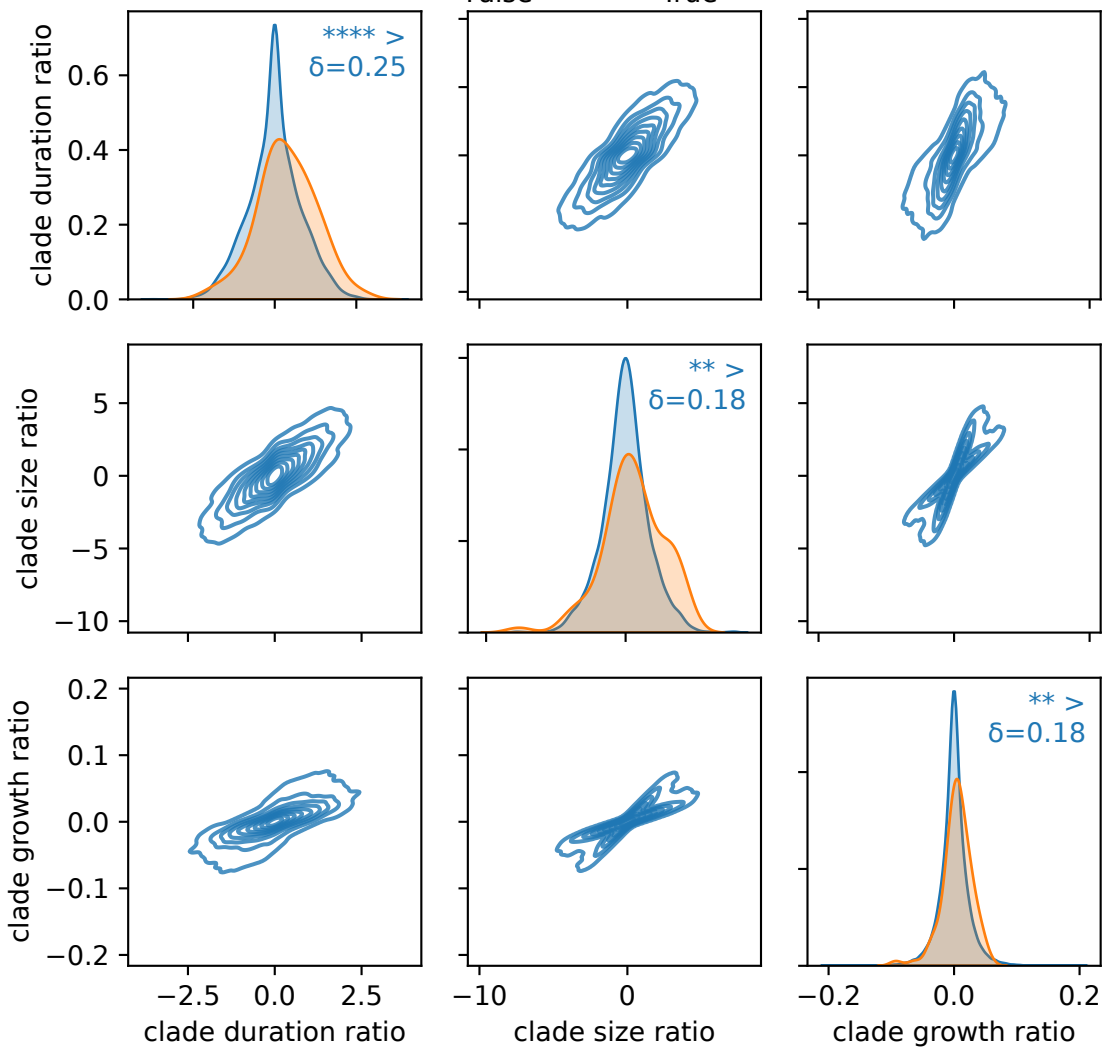 False True
clade duration ratio
0.6
0.4
0.2
0.0
**** >
δ=0.25
clade size ratio
5
0
−5
−10
** >
δ=0.18
clade growth ratio
0.2
0.1
0.0
−0.1
−0.2
** >
δ=0.18
−2.5 0.0 2.5
−10 0
−0.2 0.0 0.2
clade duration ratio
clade size ratio
clade growth ratio